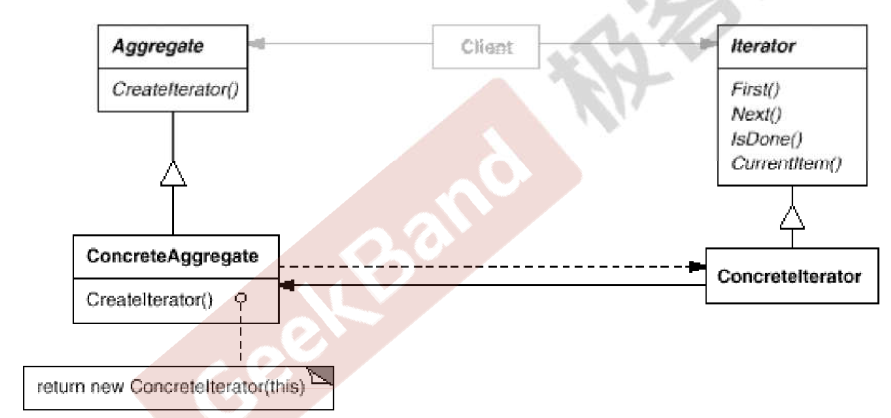 Aggregate
CreateIterator()
Client
Iterator
First()
Next()
IsDone()
CurrentItem()
ConcreteAggregate
CreateIterator()
ConcreteIterator
return new ConcreteIterator(this)
GeekBand
极客